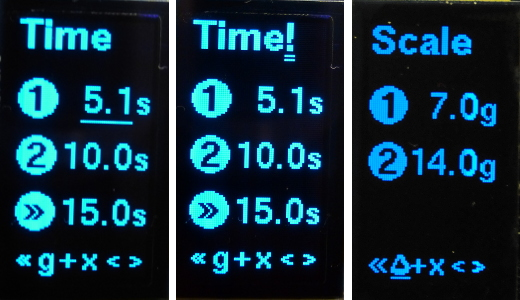 Time
1 5.1s
2 10.0s
» 15.0s
« g + x < >
Time!
1 5.1s
2 10.0s
» 15.0s
« g + x < >
Scale
1 7.0g
2 14.0g
« + x < >